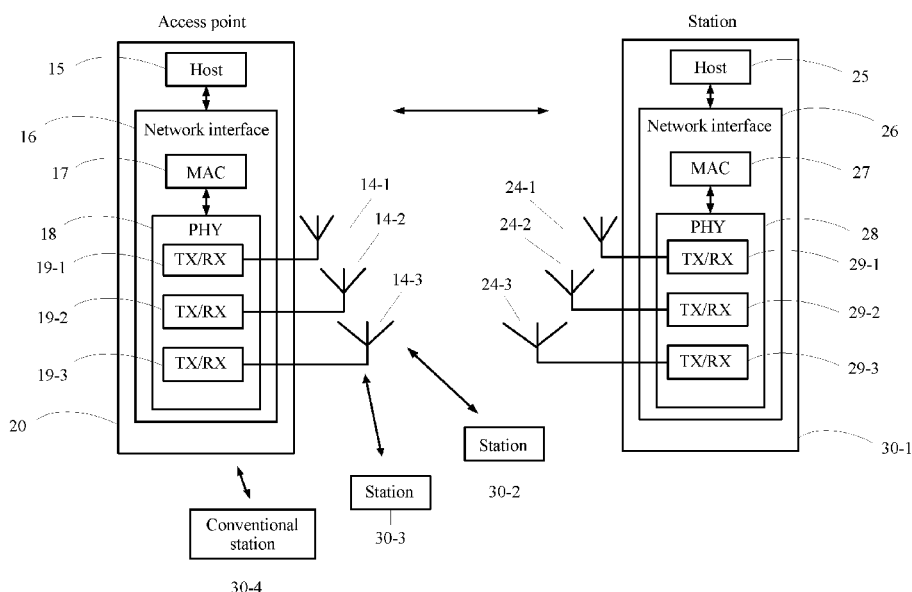 Access point
Station
15
Host
Host
25
16
Network interface
Network interface
26
17
MAC
MAC
27
14-1
24-1
14-2
24-2
18
PHY
PHY
28
19-1
TX/RX
TX/RX
29-1
14-3
24-3
19-2
TX/RX
TX/RX
29-2
19-3
TX/RX
TX/RX
29-3
20
Station
30-1
30-2
Station
30-3
Conventional
station
30-4